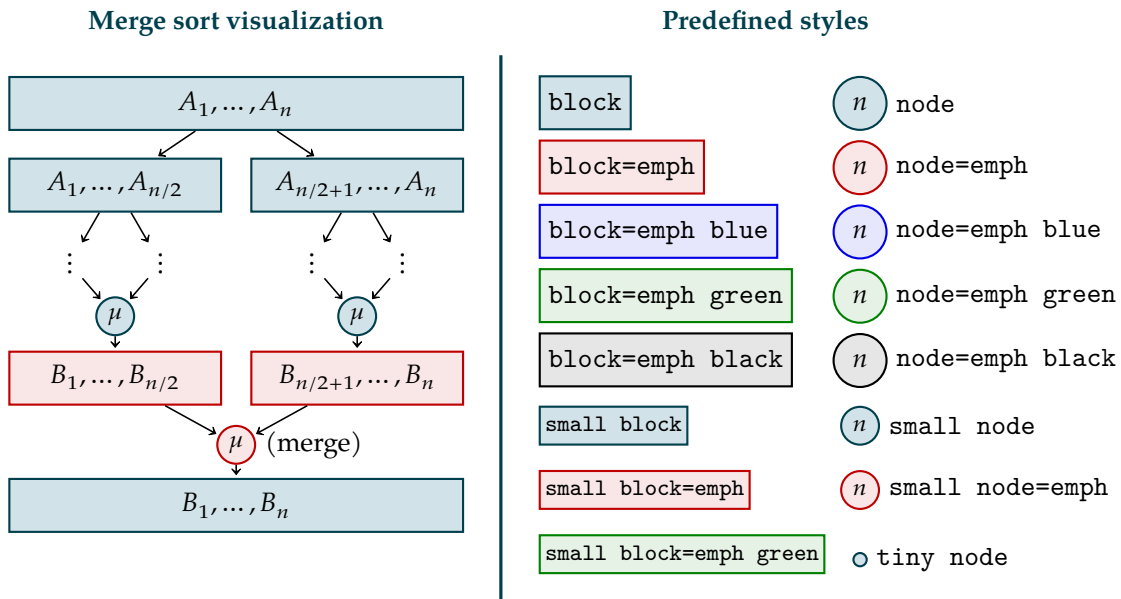 Merge sort visualization
A₁, … , Aₙ
A₁, … , Aₙ/₂
Aₙ/₂₊₁, … , Aₙ
⋮ ⋮ ⋮ ⋮
μ
μ
B₁, … , Bₙ/₂
Bₙ/₂₊₁, … , Bₙ
μ (merge)
B₁, … , Bₙ
Predefined styles
block
n node
block=emph
n node=emph
block=emph blue
n node=emph blue
block=emph green
n node=emph green
block=emph black
n node=emph black
small block
n small node
small block=emph
n small node=emph
small block=emph green
tiny node